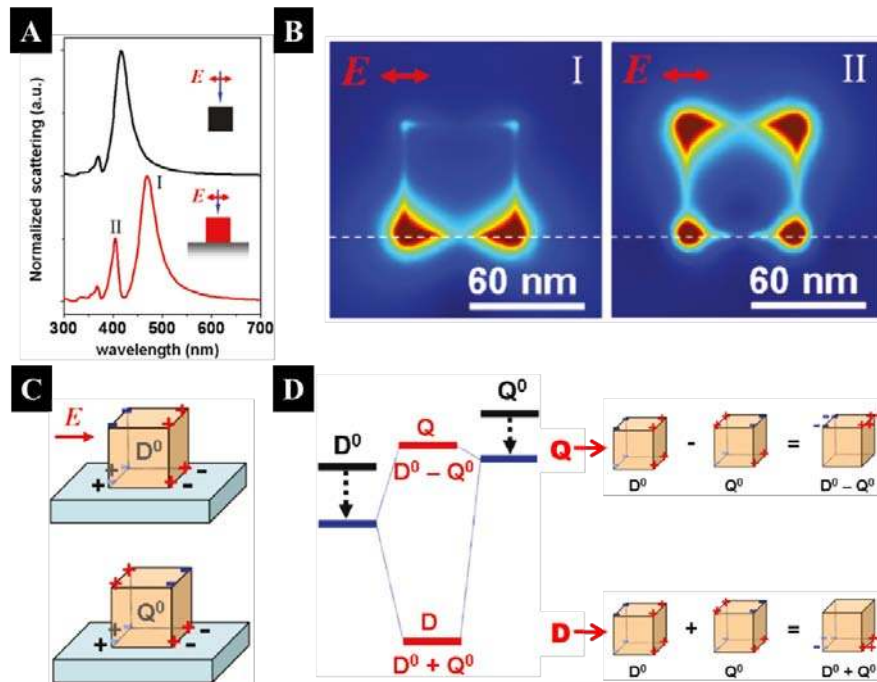 A
Normalized scattering (a.u.)
E
I
II
E
300 400 500 600 700
wavelength (nm)
B
E
I
60 nm
E
II
60 nm
C
E
D⁰
+ + - -
Q⁰
+ + - -
D
D⁰
Q
D⁰ – Q⁰
Q⁰
D
D⁰ + Q⁰
Q
- =
D⁰ Q⁰ D⁰ – Q⁰
D
+ =
D⁰ Q⁰ D⁰ + Q⁰